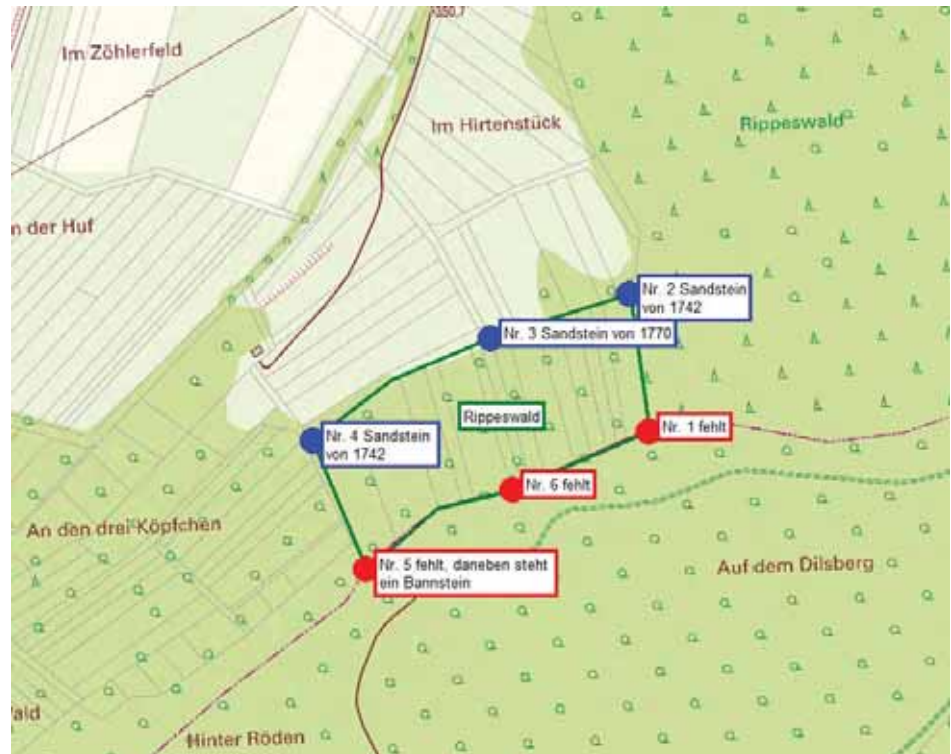 350,7
Im Zöhlerfeld
Im Hirtenstück
Rippeswald
der Huf
Nr. 2 Sandstein
von 1742
Nr. 3 Sandstein von 1770
Rippeswald
Nr. 1 fehlt
Nr. 4 Sandstein
von 1742
Nr. 6 fehlt
An den drei Köpfchen
Nr. 5 fehlt, daneben steht
ein Bannstein
Auf dem Dilsberg
ald
Hinter Röden